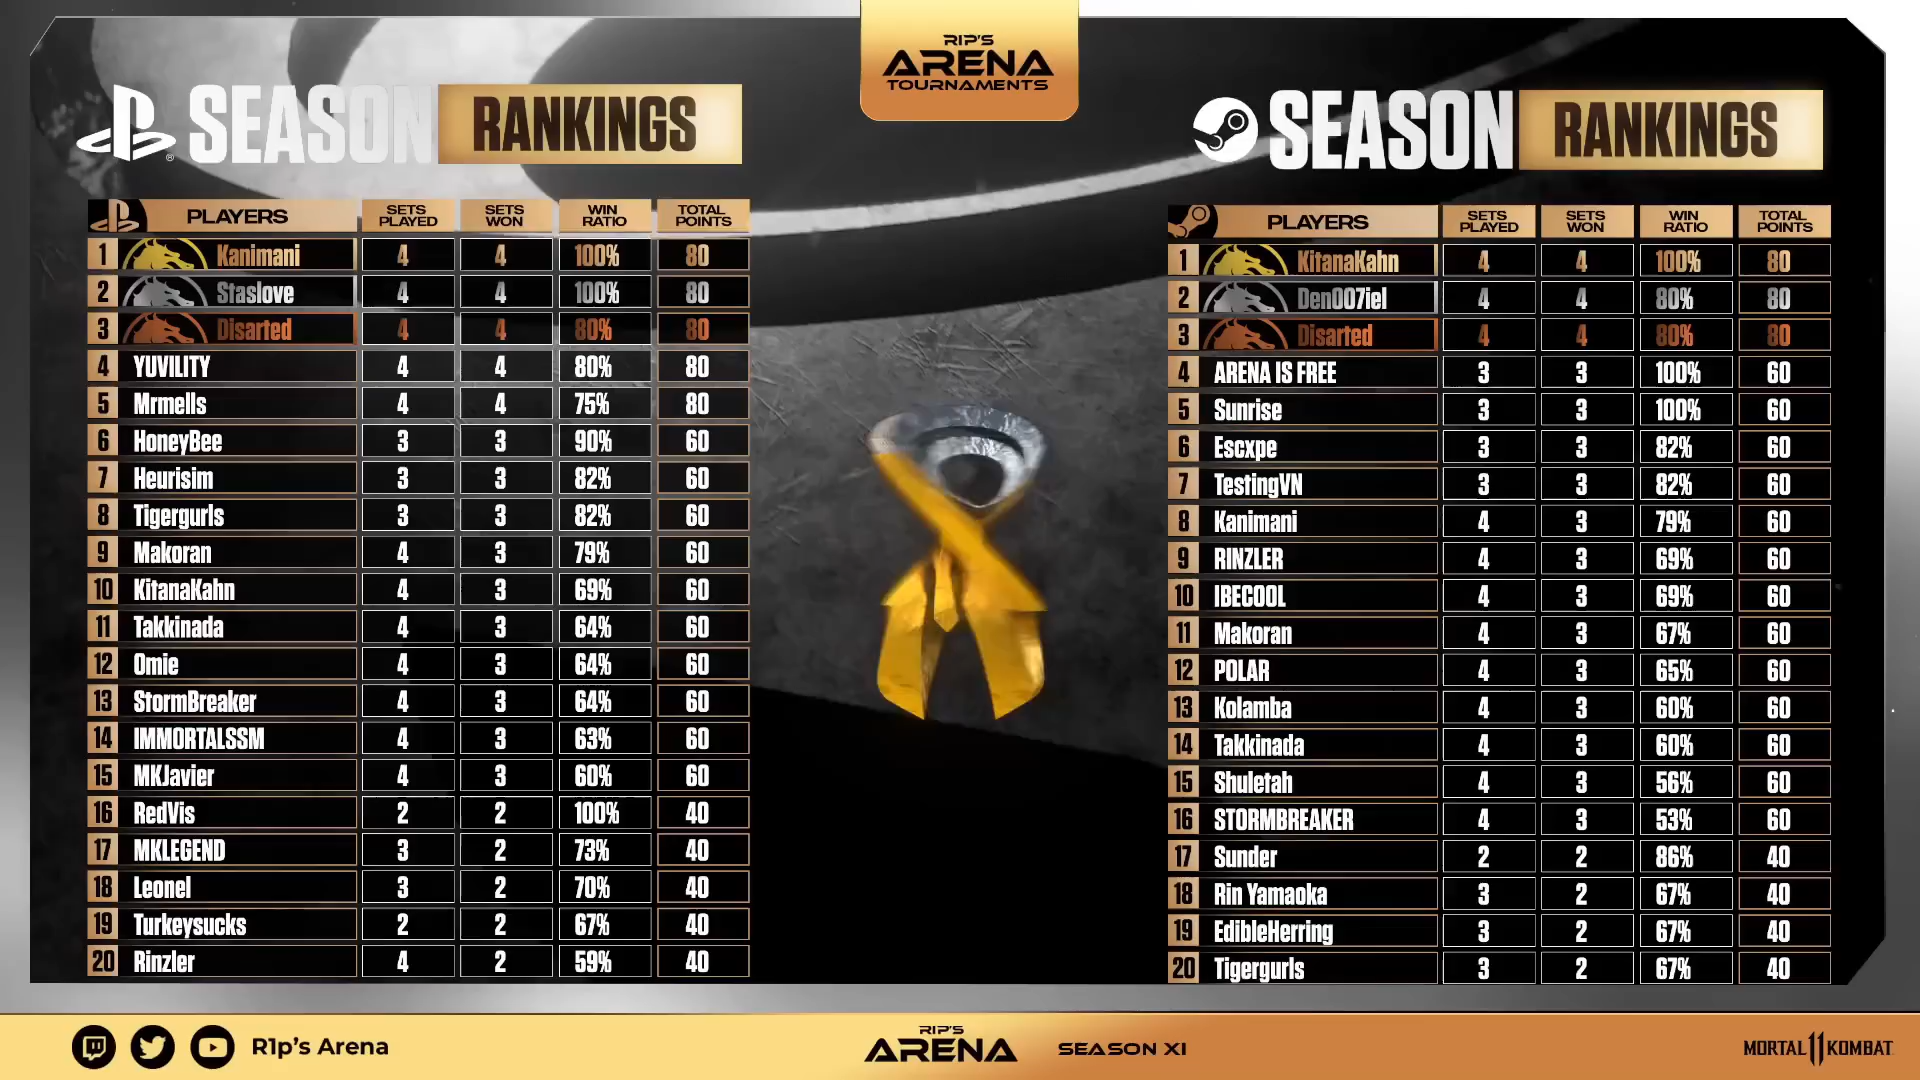 RIP'S
ARENA
TOURNAMENTS
SEASON RANKINGS
PLAYERS SETS PLAYED SETS WON WIN RATIO TOTAL POINTS
1 Kanimani 4 4 100% 80
2 Staslove 4 4 100% 80
3 Disarted 4 4 80% 80
4 YUVILITY 4 4 80% 80
5 Mrmells 4 4 75% 80
6 HoneyBee 3 3 90% 60
7 Heurisim 3 3 82% 60
8 Tigergurls 3 3 82% 60
9 Makoran 4 3 79% 60
10 KitanaKahn 4 3 69% 60
11 Takkinada 4 3 64% 60
12 Omie 4 3 64% 60
13 StormBreaker 4 3 64% 60
14 IMMORTALSSM 4 3 63% 60
15 MKJavier 4 3 60% 60
16 RedVis 2 2 100% 40
17 MKLEGEND 3 2 73% 40
18 Leonel 3 2 70% 40
19 Turkeysucks 2 2 67% 40
20 Rinzler 4 2 59% 40
SEASON RANKINGS
PLAYERS SETS PLAYED SETS WON WIN RATIO TOTAL POINTS
1 KitanaKahn 4 4 100% 80
2 Den007iel 4 4 80% 80
3 Disarted 4 4 80% 80
4 ARENA IS FREE 3 3 100% 60
5 Sunrise 3 3 100% 60
6 Escxpe 3 3 82% 60
7 TestingVN 3 3 82% 60
8 Kanimani 4 3 79% 60
9 RINZLER 4 3 69% 60
10 IBECOOL 4 3 69% 60
11 Makoran 4 3 67% 60
12 POLAR 4 3 65% 60
13 Kolamba 4 3 60% 60
14 Takkinada 4 3 60% 60
15 Shuletah 4 3 56% 60
16 STORMBREAKER 4 3 53% 60
17 Sunder 2 2 86% 40
18 Rin Yamaoka 3 2 67% 40
19 EdibleHerring 3 2 67% 40
20 Tigergurls 3 2 67% 40
R1p's Arena
RIP'S
ARENA
SEASON XI
MORTAL 11 KOMBAT